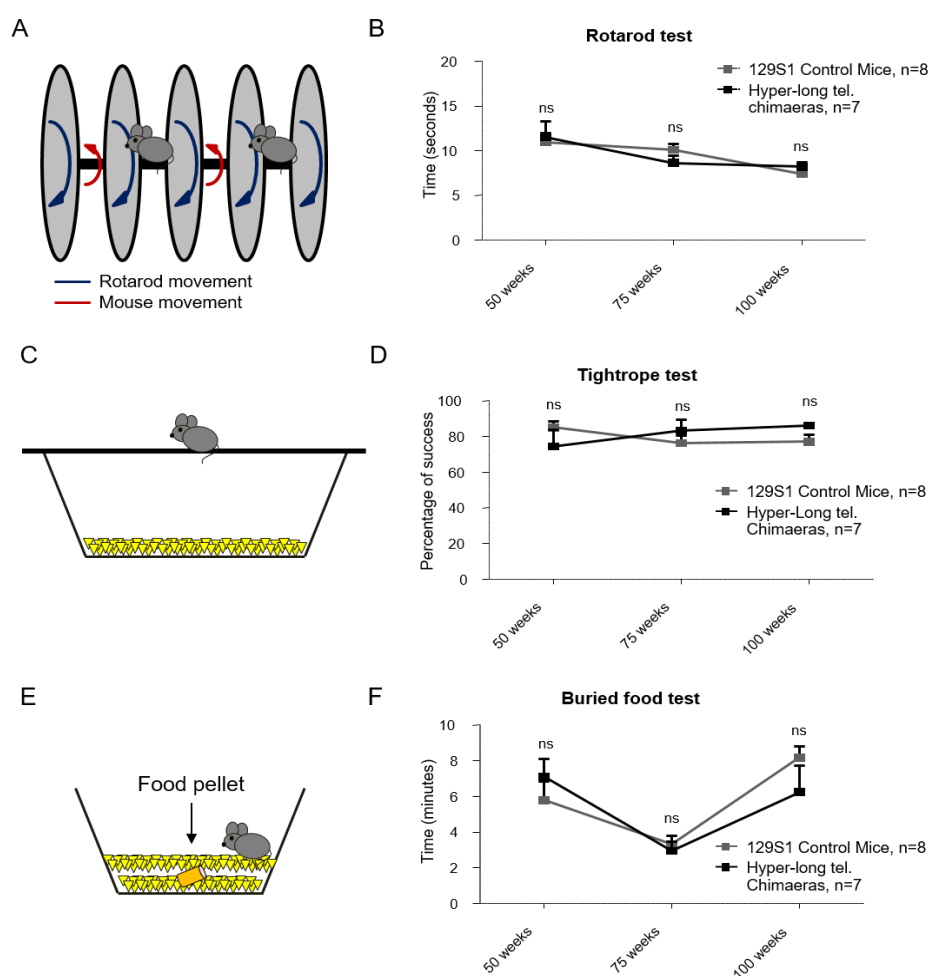 A
Rotarod movement
Mouse movement
B
Rotarod test
Time (seconds)
20
15
10
5
0
129S1 Control Mice, n=8
Hyper-long tel.
chimaeras, n=7
ns
ns
ns
50 weeks
75 weeks
100 weeks
C
D
Tightrope test
Percentage of success
100
80
60
40
20
0
ns
ns
ns
129S1 Control Mice, n=8
Hyper-Long tel.
Chimaeras, n=7
50 weeks
75 weeks
100 weeks
E
Food pellet
F
Buried food test
Time (minutes)
10
8
6
4
2
0
ns
ns
ns
129S1 Control Mice, n=8
Hyper-long tel.
Chimaeras, n=7
50 weeks
75 weeks
100 weeks